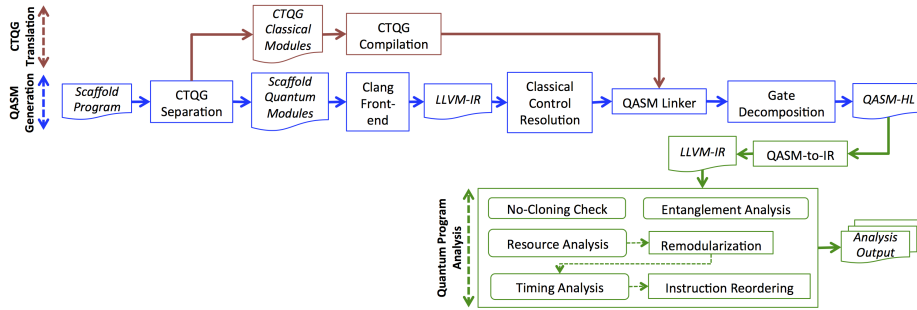 CTQG
Translation
CTQG
Classical
Modules
CTQG
Compilation
QASM
Generation
Scaffold
Program
CTQG
Separation
Scaffold
Quantum
Modules
Clang
Front-
end
LLVM-IR
Classical
Control
Resolution
QASM Linker
Gate
Decomposition
QASM-HL
LLVM-IR
QASM-to-IR
Quantum Program
Analysis
No-Cloning Check
Entanglement Analysis
Resource Analysis
Remodularization
Timing Analysis
Instruction Reordering
Analysis
Output